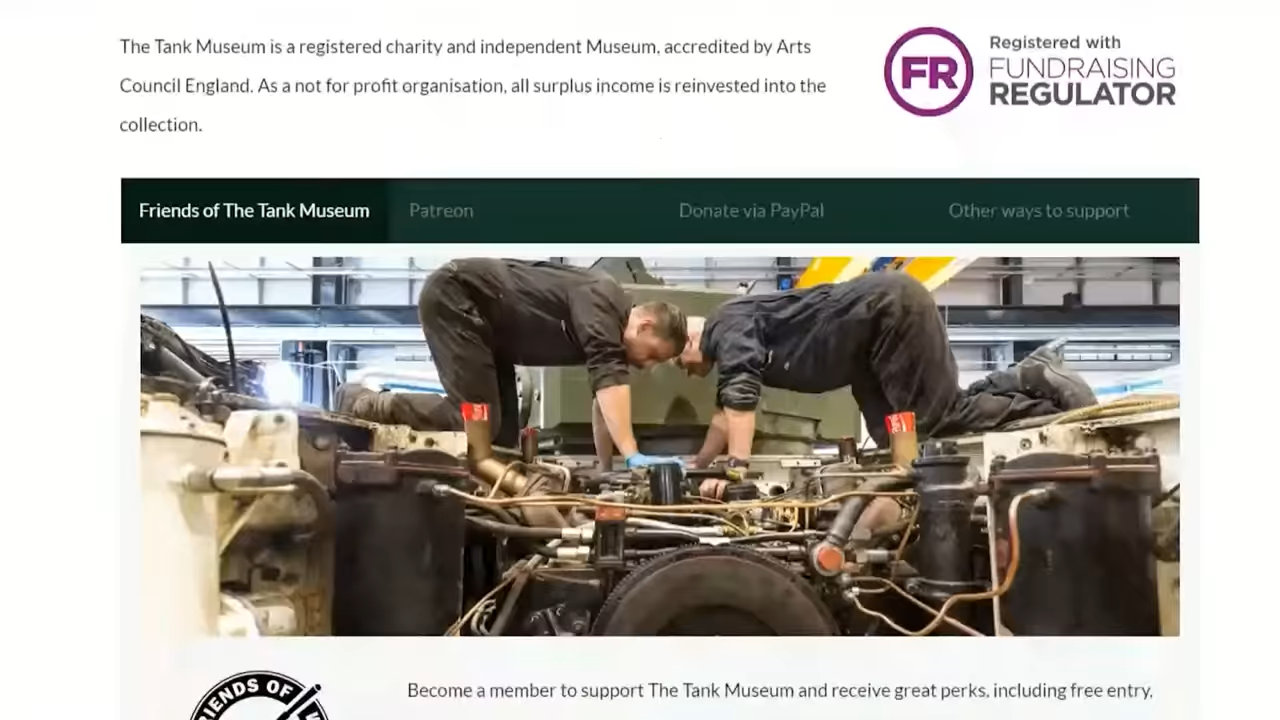 The Tank Museum is a registered charity and independent Museum, accredited by Arts
Council England. As a not for profit organisation, all surplus income is reinvested into the
collection.
FR
Registered with
FUNDRAISING
REGULATOR
Friends of The Tank Museum
Patreon
Donate via PayPal
Other ways to support
Become a member to support The Tank Museum and receive great perks, including free entry,
FRIENDS OF